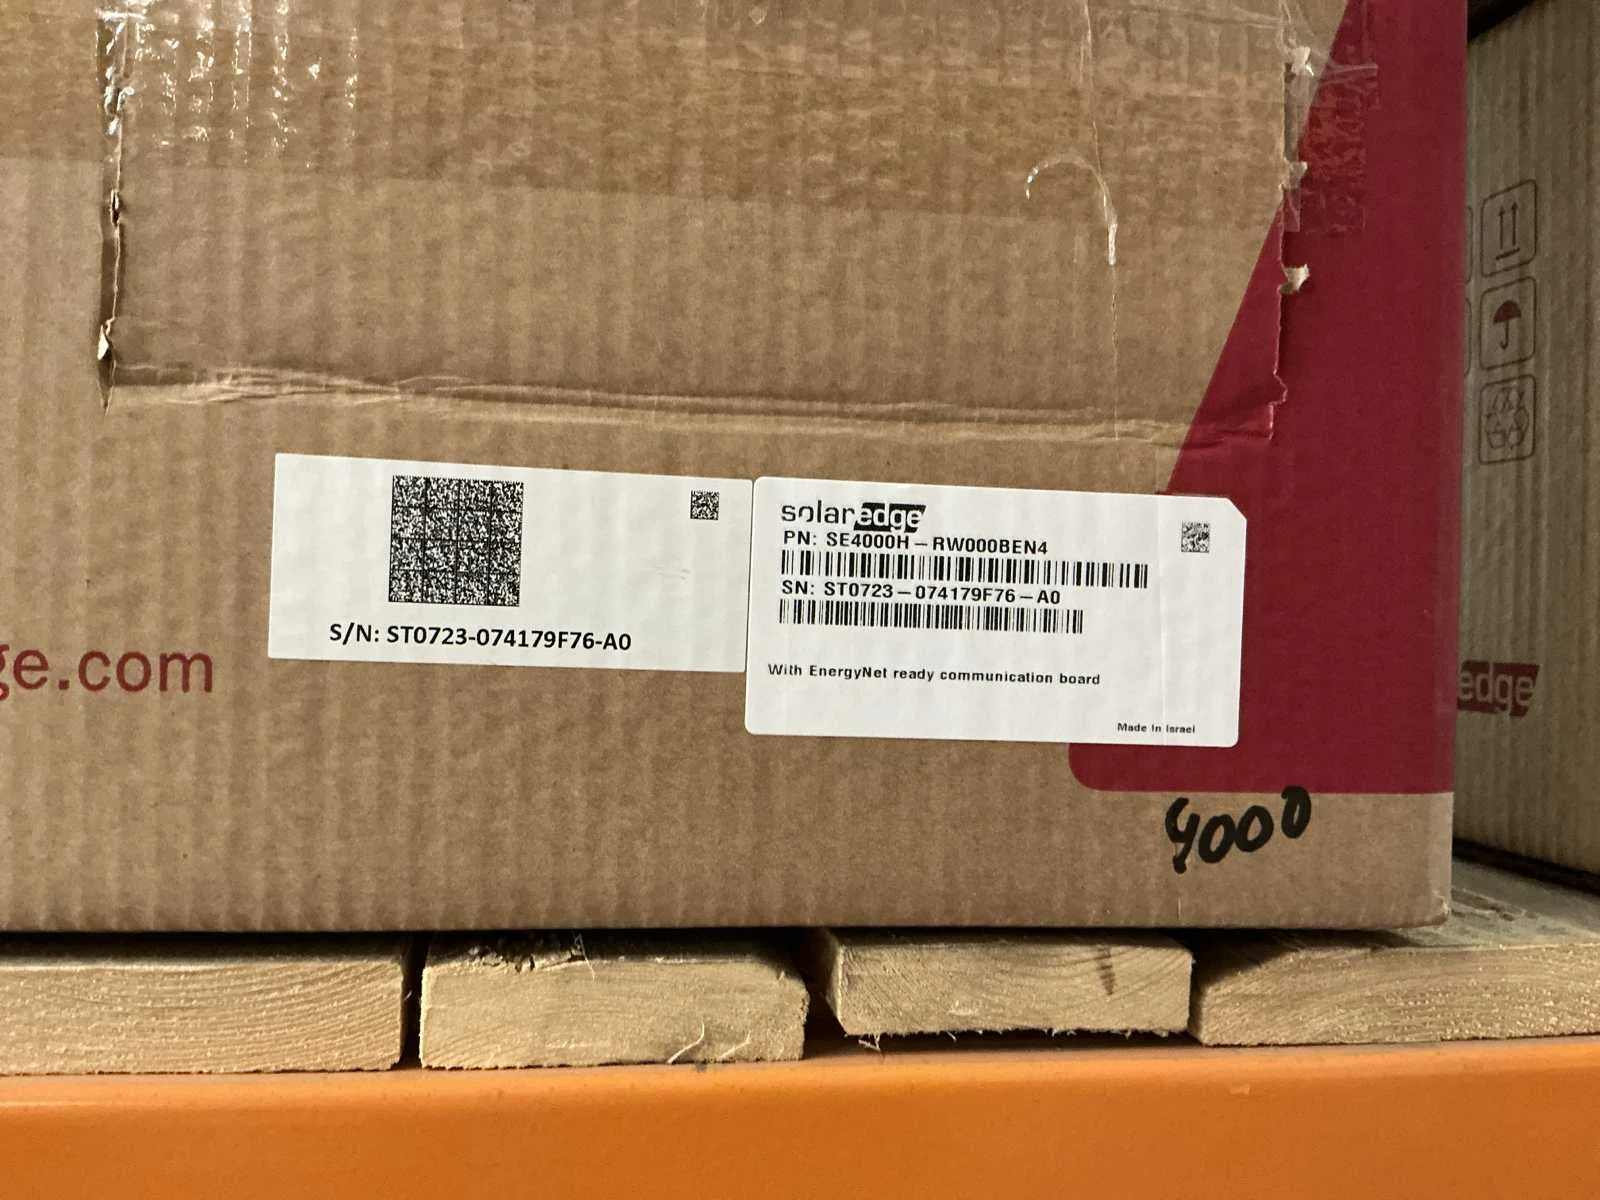 ge.com
S/N: ST0723-074179F76-A0
solaredge
PN: SE4000H-RW000BEN4
SN: ST0723-074179F76-A0
With EnergyNet ready communication board
Made in Israel
4000
edge